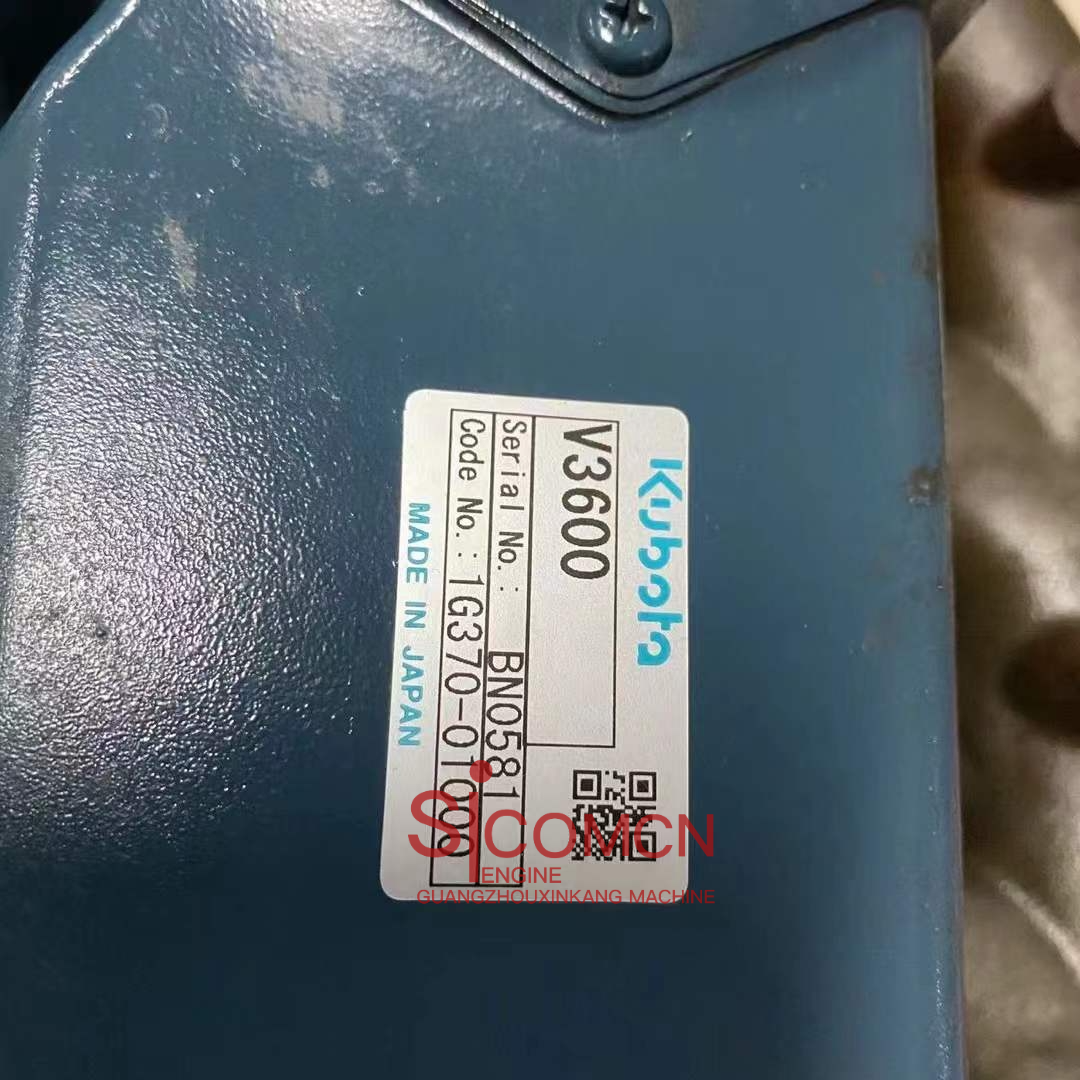 Kubota
V3600
Serial No.: BN0581
Code No.: 1G370-01000
MADE IN JAPAN
SiCOMCN
ENGINE
GUANGZHOUXINKANG MACHINE